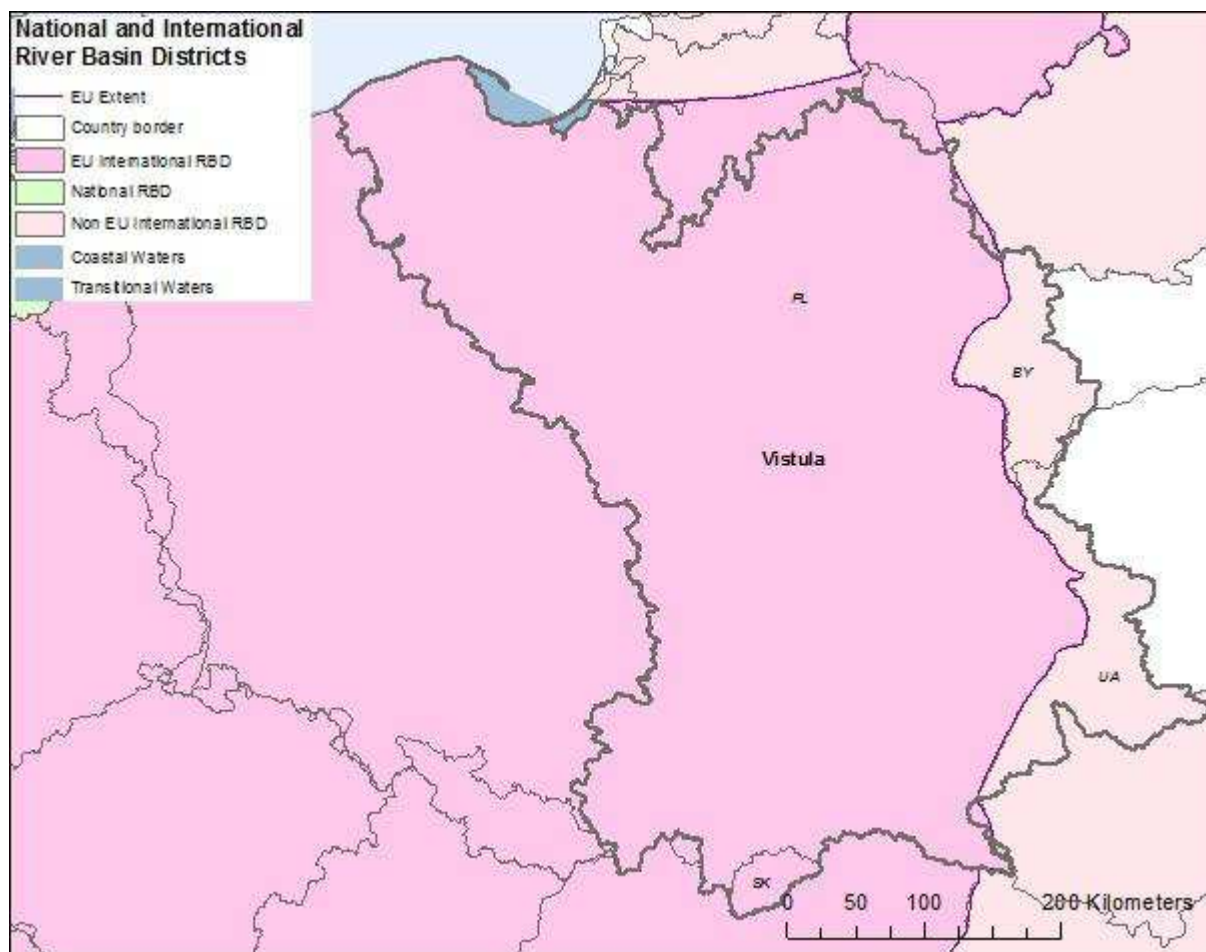 National and International
River Basin Districts
EU Extent
Country border
EU International RBD
National RBD
Non EU International RBD
Coastal Waters
Transitional Waters
PL
BY
Vistula
UA
SK
0 50 100 200 Kilometers